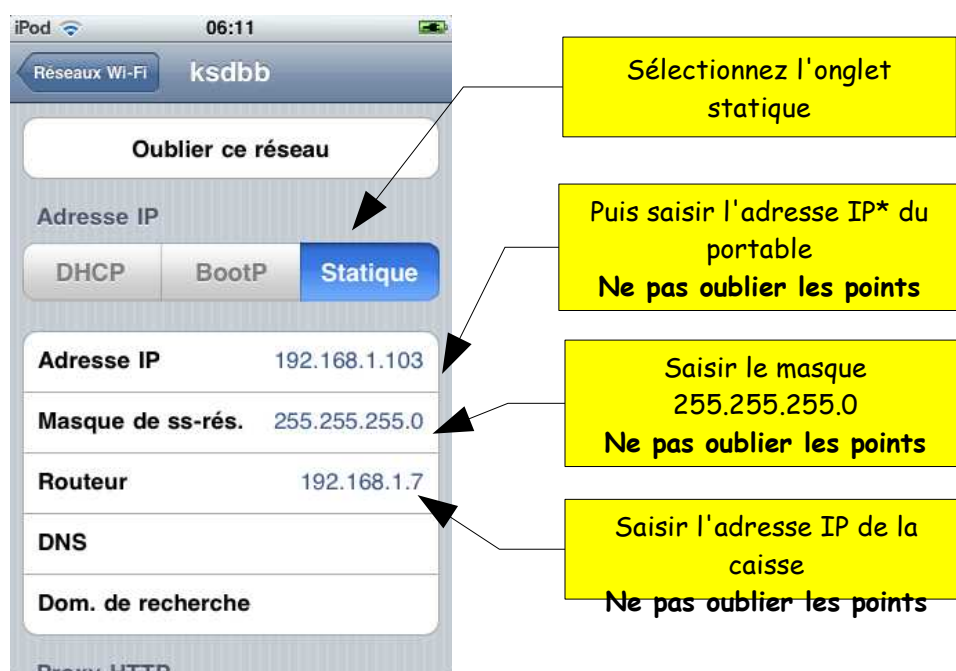 iPod 06:11
Réseaux Wi-Fi ksdbb
Oublier ce réseau
Adresse IP
DHCP BootP Statique
Adresse IP 192.168.1.103
Masque de ss-rés. 255.255.255.0
Routeur 192.168.1.7
DNS
Dom. de recherche
Proxy HTTP
Sélectionnez l'onglet
statique
Puis saisir l'adresse IP* du
portable
Ne pas oublier les points
Saisir le masque
255.255.255.0
Ne pas oublier les points
Saisir l'adresse IP de la
caisse
Ne pas oublier les points